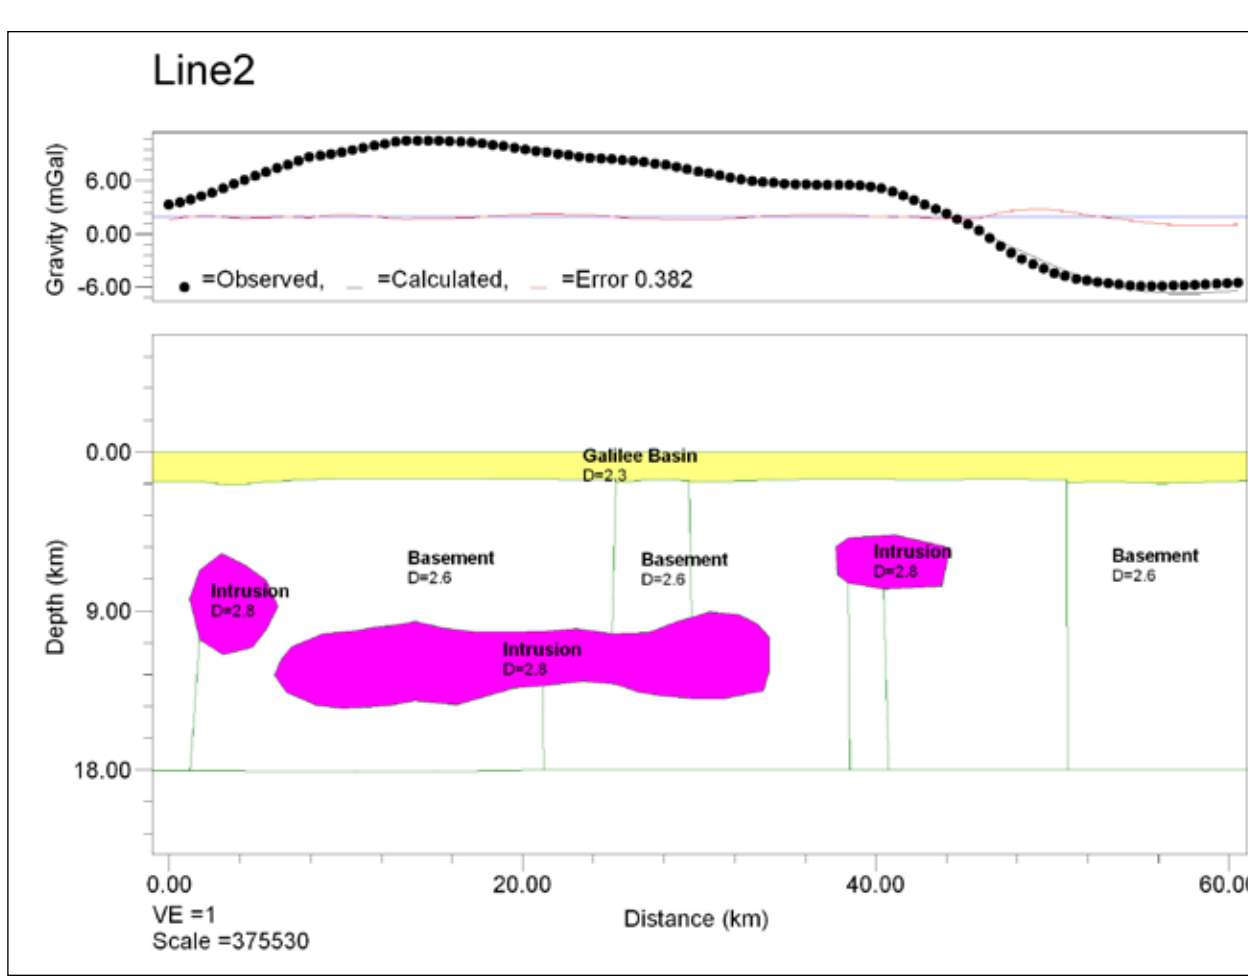 Line2
Gravity (mGal)
6.00
0.00
-6.00
=Observed, =Calculated, =Error 0.382
Depth (km)
0.00
9.00
18.00
Galilee Basin
D=2.3
Basement
D=2.6
Basement
D=2.6
Basement
D=2.6
Intrusion
D=2.8
Intrusion
D=2.8
Intrusion
D=2.8
0.00 20.00 40.00 60.0
Distance (km)
VE =1
Scale =375530